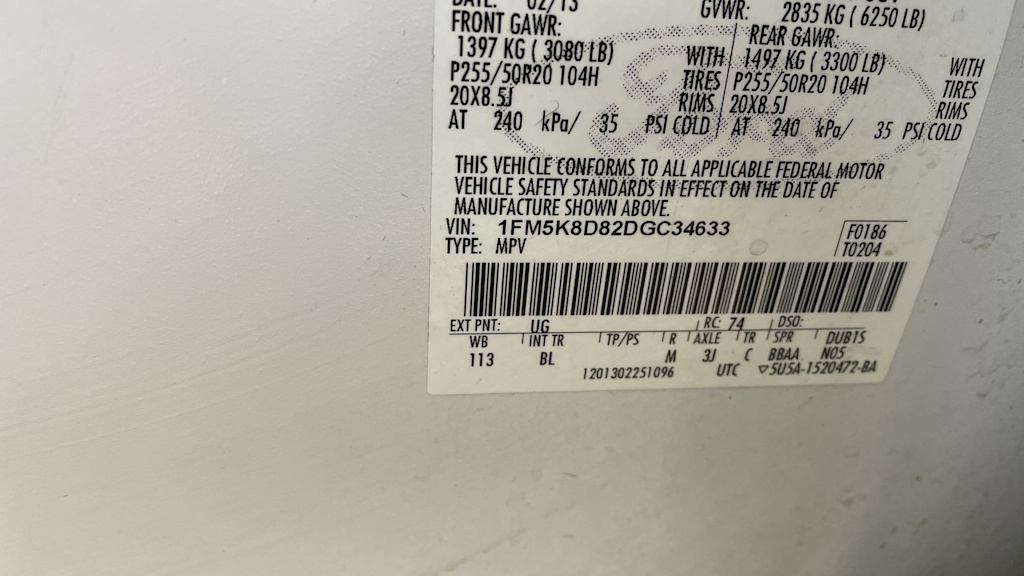 DATE: 02/13
GVWR: 2835 KG ( 6250 LB)
FRONT GAWR:
REAR GAWR:
1397 KG ( 3080 LB) WITH
1497 KG ( 3300 LB) WITH
P255/50R20 104H TIRES
P255/50R20 104H TIRES
20X8.5J RIMS
20X8.5J RIMS
AT 240 kPa/ 35 PSI COLD
AT 240 kPa/ 35 PSI COLD
THIS VEHICLE CONFORMS TO ALL APPLICABLE FEDERAL MOTOR
VEHICLE SAFETY STANDARDS IN EFFECT ON THE DATE OF
MANUFACTURE SHOWN ABOVE.
VIN: 1FM5K8D82DGC34633
F0186
TYPE: MPV
T0204
EXT PNT: UG RC: 74 DSO:
WB INT TR TP/PS R AXLE TR SPR DUB1S
113 BL M 3J C BBAA N05
1201302251096 UTC ▽5U5A-1520472-BA